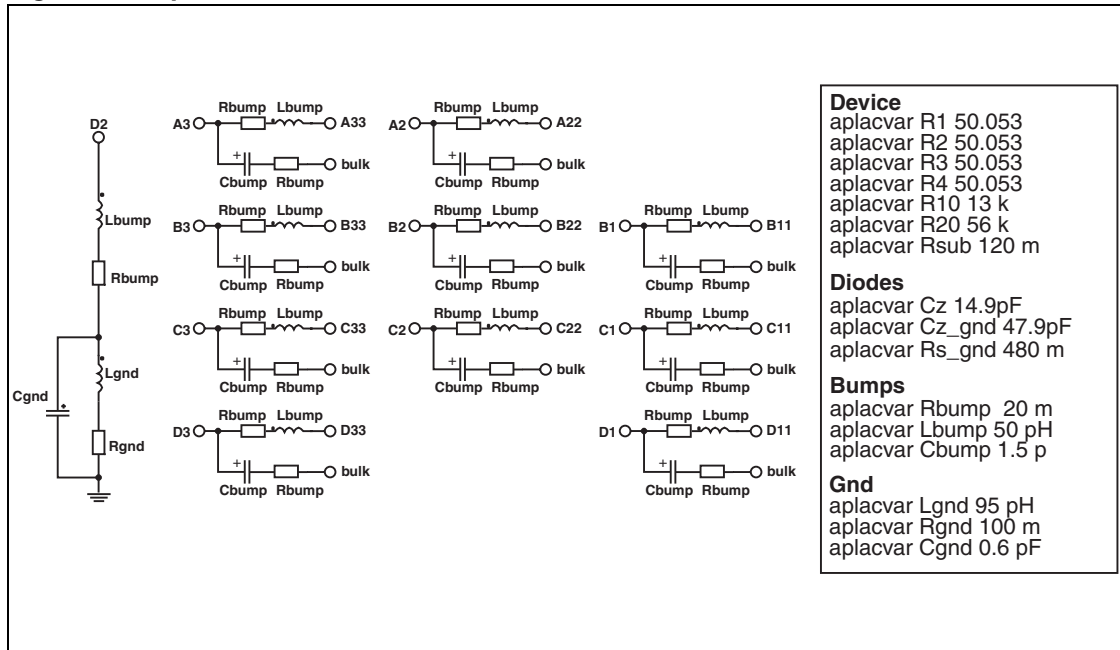 D2
Lbump
Rbump
Lgnd
Cgnd
Rgnd
Rbump Lbump
A3 A33
+
bulk
Cbump Rbump
Rbump Lbump
A2 A22
+
bulk
Cbump Rbump
Rbump Lbump
B3 B33
+
bulk
Cbump Rbump
Rbump Lbump
B2 B22
+
bulk
Cbump Rbump
Rbump Lbump
B1 B11
+
bulk
Cbump Rbump
Rbump Lbump
C3 C33
+
bulk
Cbump Rbump
Rbump Lbump
C2 C22
+
bulk
Cbump Rbump
Rbump Lbump
C1 C11
+
bulk
Cbump Rbump
Rbump Lbump
D3 D33
+
bulk
Cbump Rbump
Rbump Lbump
D1 D11
+
bulk
Cbump Rbump
Device
aplacvar R1 50.053
aplacvar R2 50.053
aplacvar R3 50.053
aplacvar R4 50.053
aplacvar R10 13 k
aplacvar R20 56 k
aplacvar Rsub 120 m
Diodes
aplacvar Cz 14.9pF
aplacvar Cz_gnd 47.9pF
aplacvar Rs_gnd 480 m
Bumps
aplacvar Rbump 20 m
aplacvar Lbump 50 pH
aplacvar Cbump 1.5 p
Gnd
aplacvar Lgnd 95 pH
aplacvar Rgnd 100 m
aplacvar Cgnd 0.6 pF